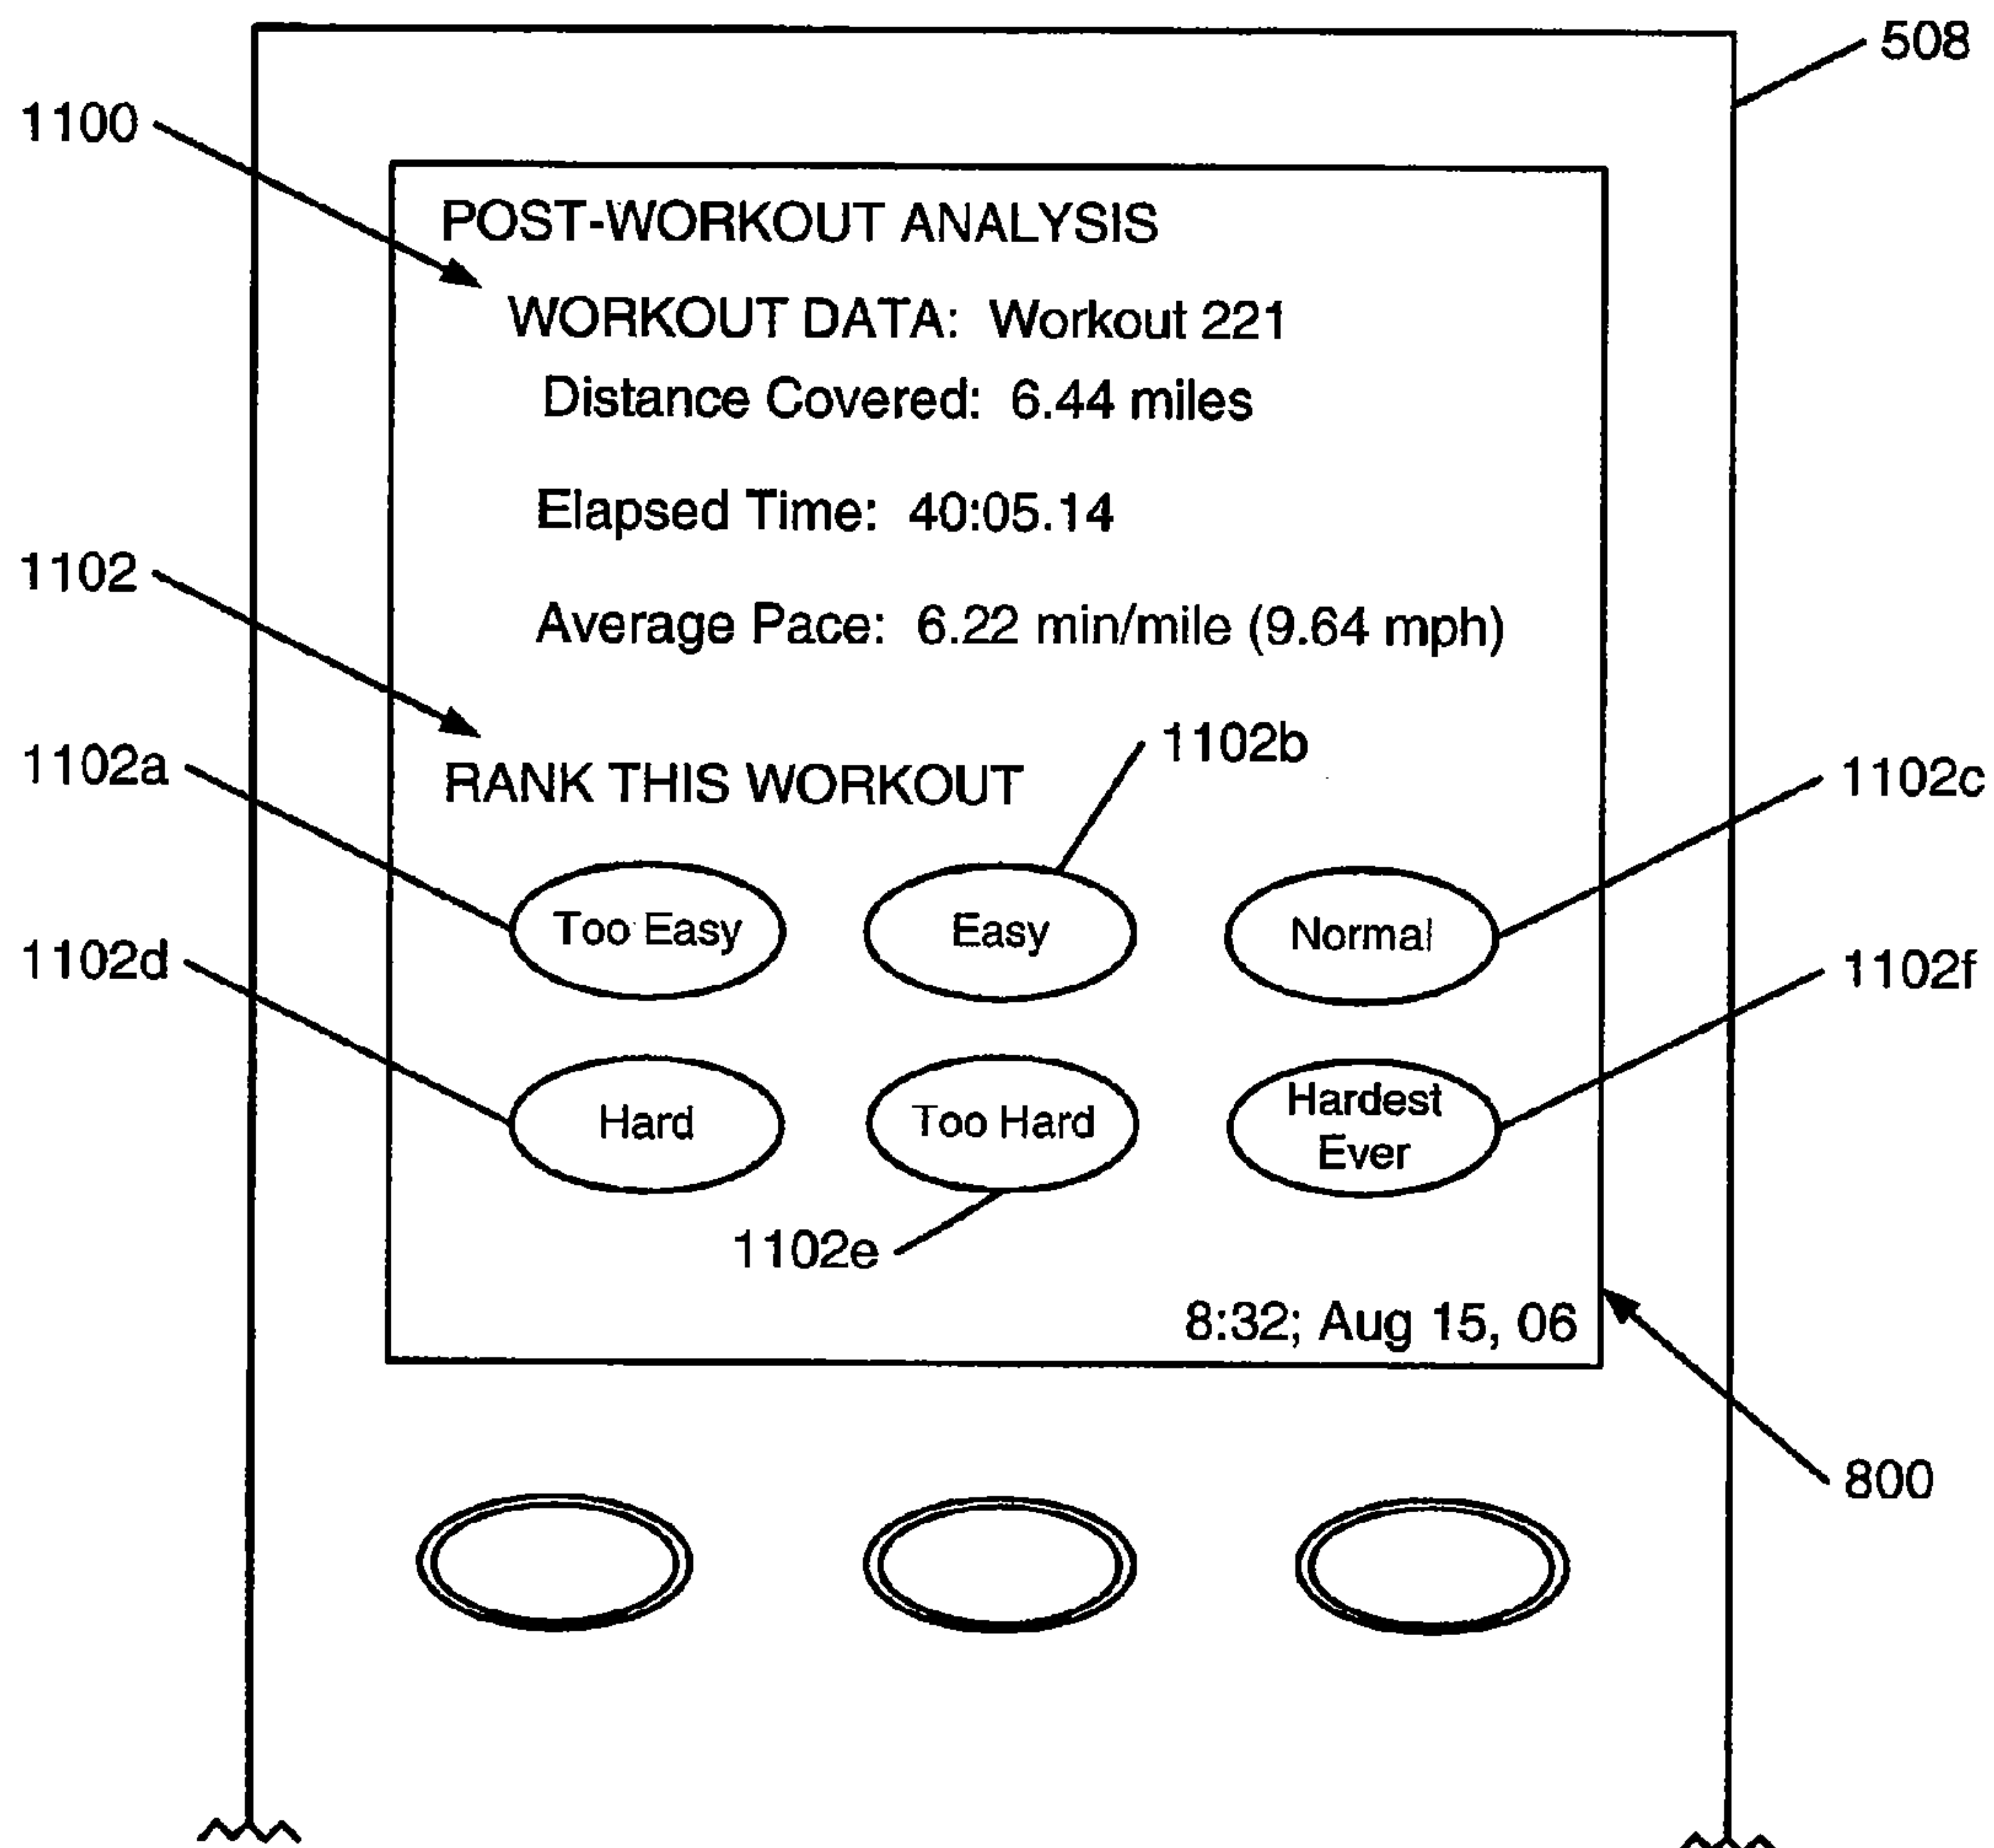 508
1100
POST-WORKOUT ANALYSIS
WORKOUT DATA: Workout 221
Distance Covered: 6.44 miles
Elapsed Time: 40:05.14
1102
Average Pace: 6.22 min/mile (9.64 mph)
1102b
1102a
RANK THIS WORKOUT
1102c
Too Easy
Easy
Normal
1102d
1102f
Hard
Too Hard
Hardest
Ever
1102e
8:32; Aug 15, 06
800